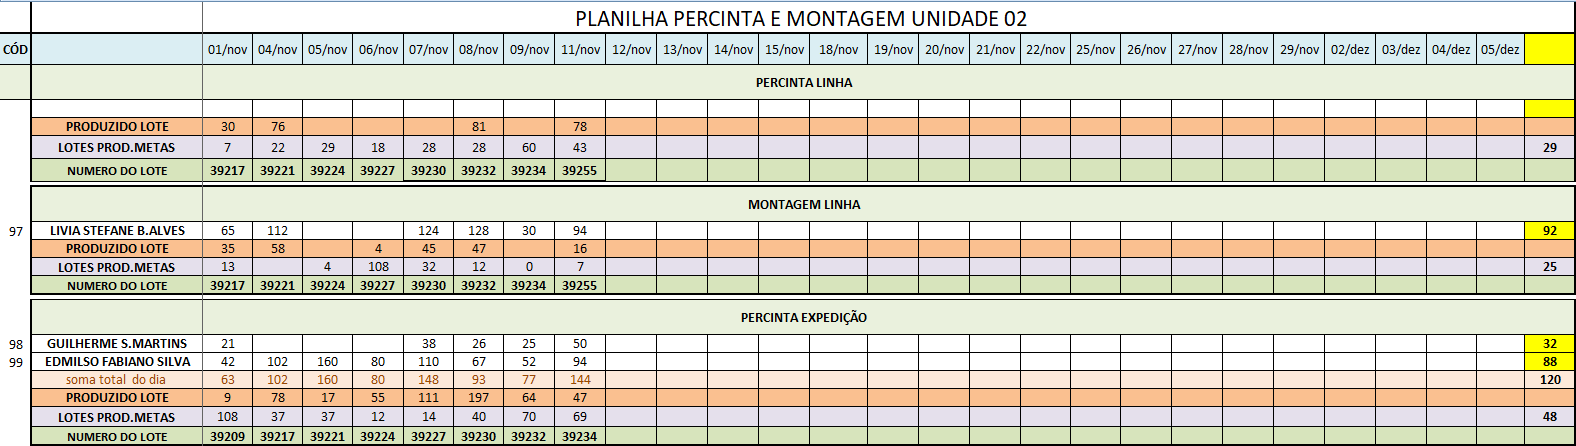 PLANILHA PERCINTA E MONTAGEM UNIDADE 02
CÓD 01/nov 04/nov 05/nov 06/nov 07/nov 08/nov 09/nov 11/nov 12/nov 13/nov 14/nov 15/nov 18/nov 19/nov 20/nov 21/nov 22/nov 25/nov 26/nov 27/nov 28/nov 29/nov 02/dez 03/dez 04/dez 05/dez
PERCINTA LINHA
PRODUZIDO LOTE 30 76 81 78
LOTES PROD.METAS 7 22 29 18 28 28 60 43 29
NUMERO DO LOTE 39217 39221 39224 39227 39230 39232 39234 39255
MONTAGEM LINHA
97 LIVIA STEFANE B.ALVES 65 112 124 128 30 94 92
PRODUZIDO LOTE 35 58 4 45 47 16
LOTES PROD.METAS 13 4 108 32 12 0 7 25
NUMERO DO LOTE 39217 39221 39224 39227 39230 39232 39234 39255
PERCINTA EXPEDIÇÃO
98 GUILHERME S.MARTINS 21 38 26 25 50 32
99 EDMILSO FABIANO SILVA 42 102 160 80 110 67 52 94 88
soma total do dia 63 102 160 80 148 93 77 144 120
PRODUZIDO LOTE 9 78 17 55 111 197 64 47
LOTES PROD.METAS 108 37 37 12 14 40 70 69 48
NUMERO DO LOTE 39209 39217 39221 39224 39227 39230 39232 39234